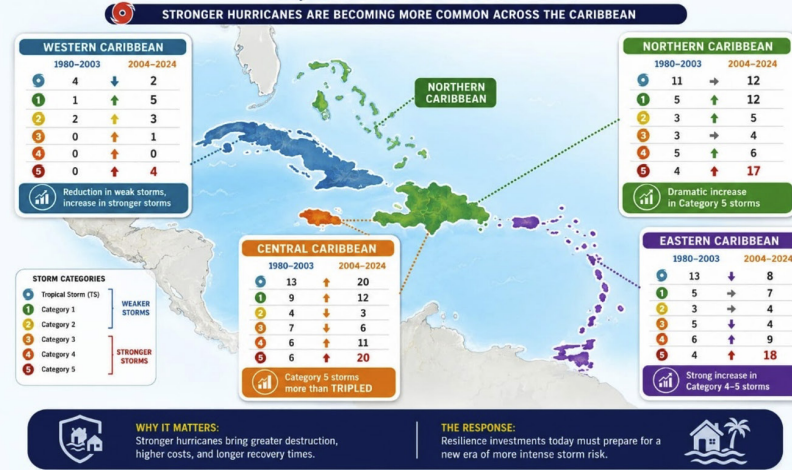 STRONGER HURRICANES ARE BECOMING MORE COMMON ACROSS THE CARIBBEAN
WESTERN CARIBBEAN
1980–2003 2004–2024
4 2
1 1 5
2 2 3
3 0 1
4 0 0
5 0 4
Reduction in weak storms,
increase in stronger storms
NORTHERN
CARIBBEAN
NORTHERN CARIBBEAN
1980–2003 2004–2024
11 12
1 5 12
2 3 5
3 3 4
4 5 6
5 4 17
Dramatic increase
in Category 5 storms
CENTRAL CARIBBEAN
1980–2003 2004–2024
13 20
1 9 12
2 4 3
3 7 6
4 6 11
5 6 20
Category 5 storms
more than TRIPLED
EASTERN CARIBBEAN
1980–2003 2004–2024
13 8
1 5 7
2 3 4
3 5 4
4 6 9
5 4 18
Strong increase in
Category 4–5 storms
STORM CATEGORIES
Tropical Storm (TS)
1 Category 1
2 Category 2
3 Category 3
4 Category 4
5 Category 5
WEAKER
STORMS
STRONGER
STORMS
WHY IT MATTERS:
Stronger hurricanes bring greater destruction,
higher costs, and longer recovery times.
THE RESPONSE:
Resilience investments today must prepare for a
new era of more intense storm risk.